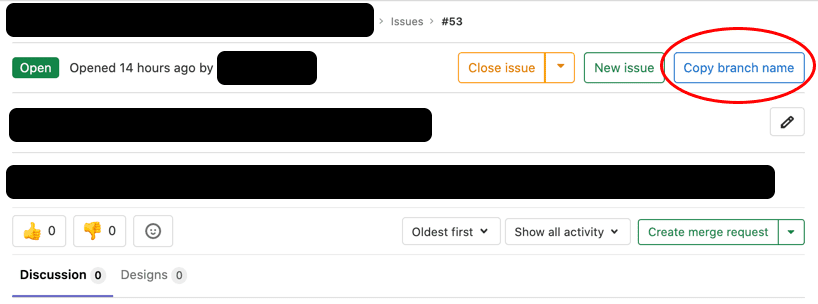 › Issues › #53
Open Opened 14 hours ago by Close issue New issue Copy branch name
0 0 Oldest first Show all activity Create merge request
Discussion 0 Designs 0